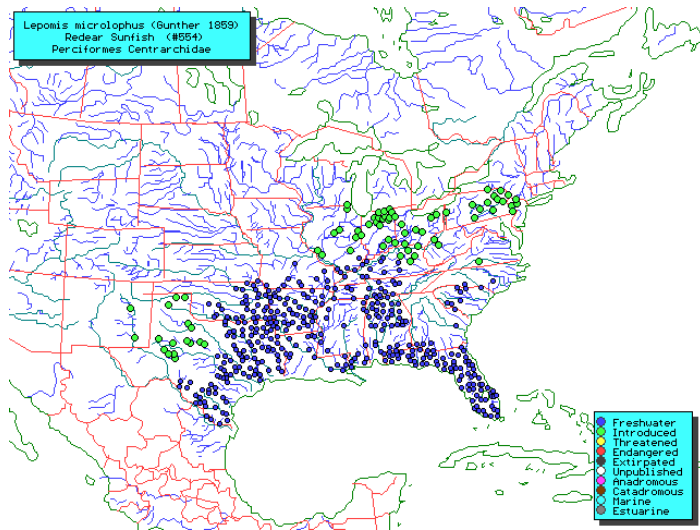 Lepomis microlophus (Gunther 1859)
Redear Sunfish (#554)
Perciformes Centrarchidae
Freshwater
Introduced
Threatened
Endangered
Extirpated
Unpublished
Anadromous
Catadromous
Marine
Estuarine